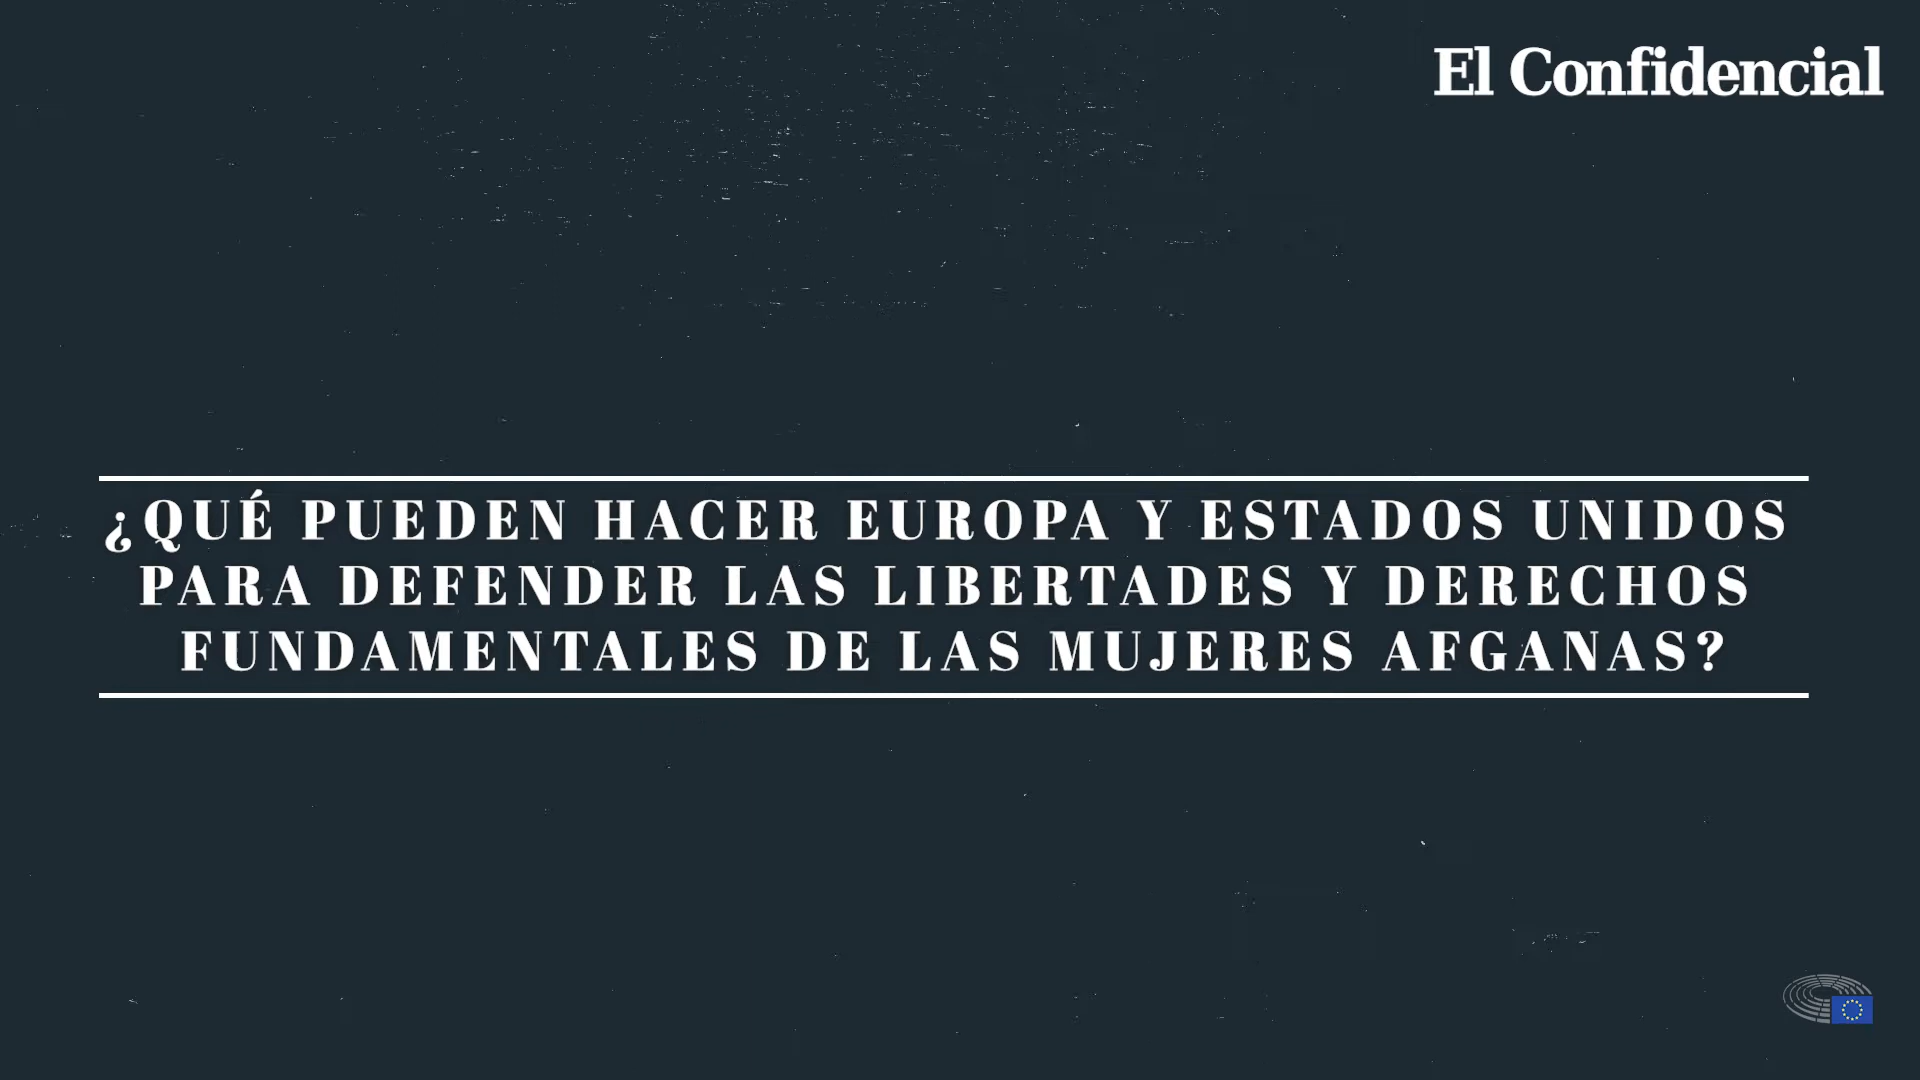 El Confidencial
¿QUÉ PUEDEN HACER EUROPA Y ESTADOS UNIDOS
PARA DEFENDER LAS LIBERTADES Y DERECHOS
FUNDAMENTALES DE LAS MUJERES AFGANAS?